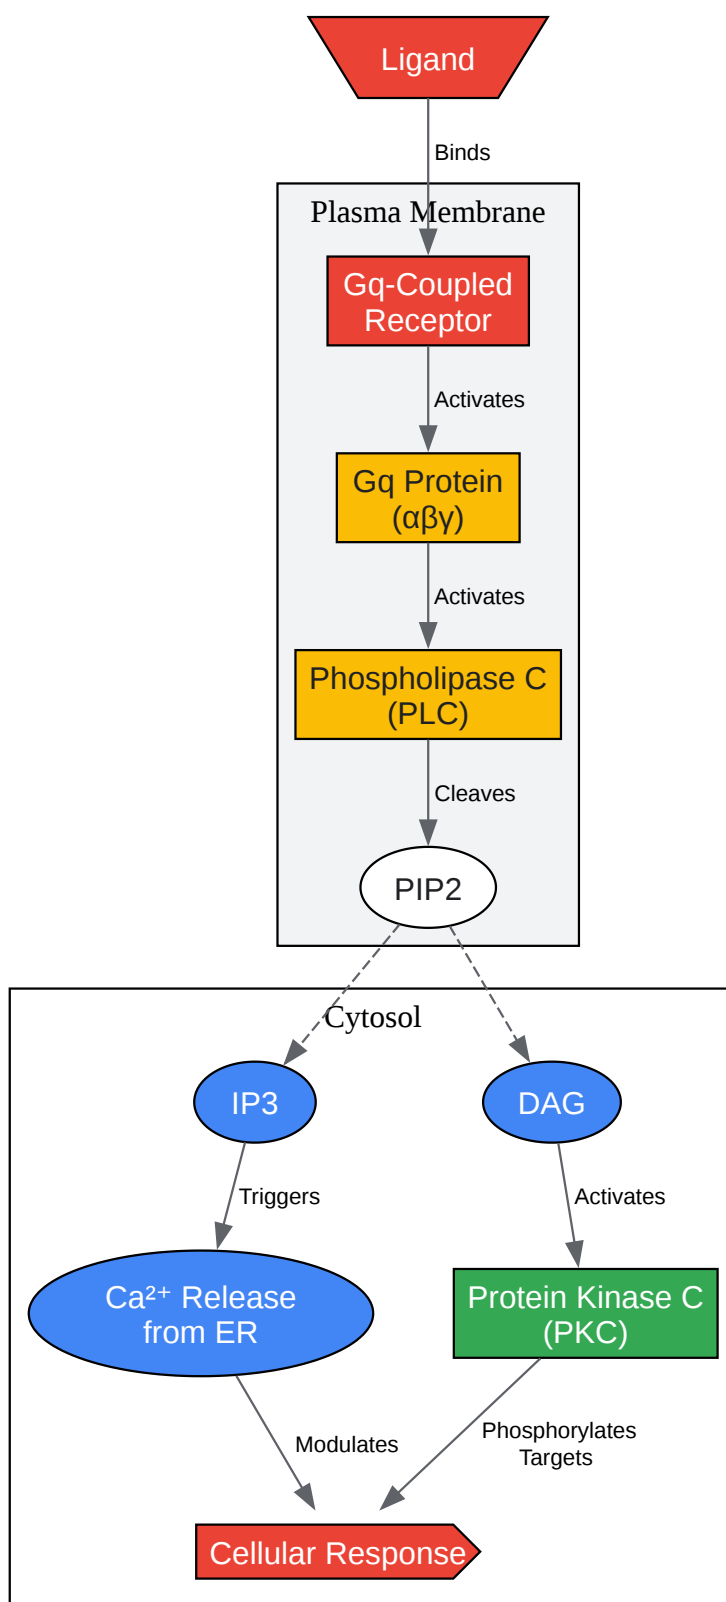 Ligand
Binds
Plasma Membrane
Gq-Coupled
Receptor
Activates
Gq Protein
(αβγ)
Activates
Phospholipase C
(PLC)
Cleaves
PIP2
Cytosol
IP3
DAG
Triggers
Activates
Ca²⁺ Release
from ER
Protein Kinase C
(PKC)
Modulates
Phosphorylates
Targets
Cellular Response